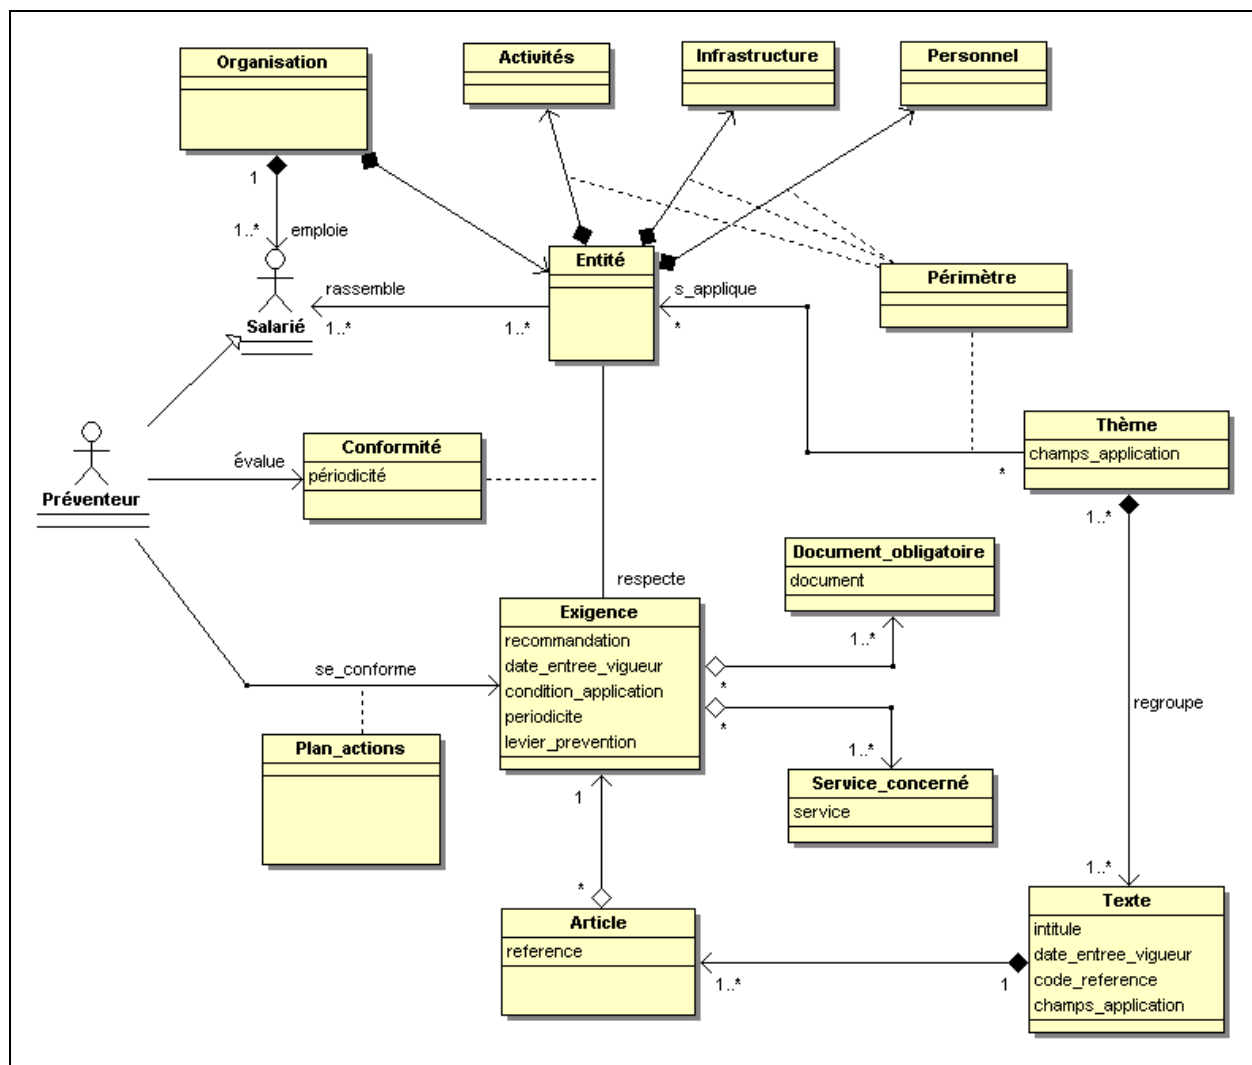 Organisation
Activités
Infrastructure
Personnel
1
1..*
emploie
Entité
Périmètre
rassemble
1..*
1..*
s_applique
*
Salarié
Thème
champs_application
*
1..*
Conformité
périodicité
évalue
Préventeur
Document_obligatoire
document
1..*
*
respecte
Exigence
recommandation
date_entree_vigueur
condition_application
periodicite
levier_prevention
se_conforme
*
1..*
regroupe
Plan_actions
Service_concerné
service
1
*
1..*
Article
reference
Texte
intitule
date_entree_vigueur
code_reference
champs_application
1..*
1